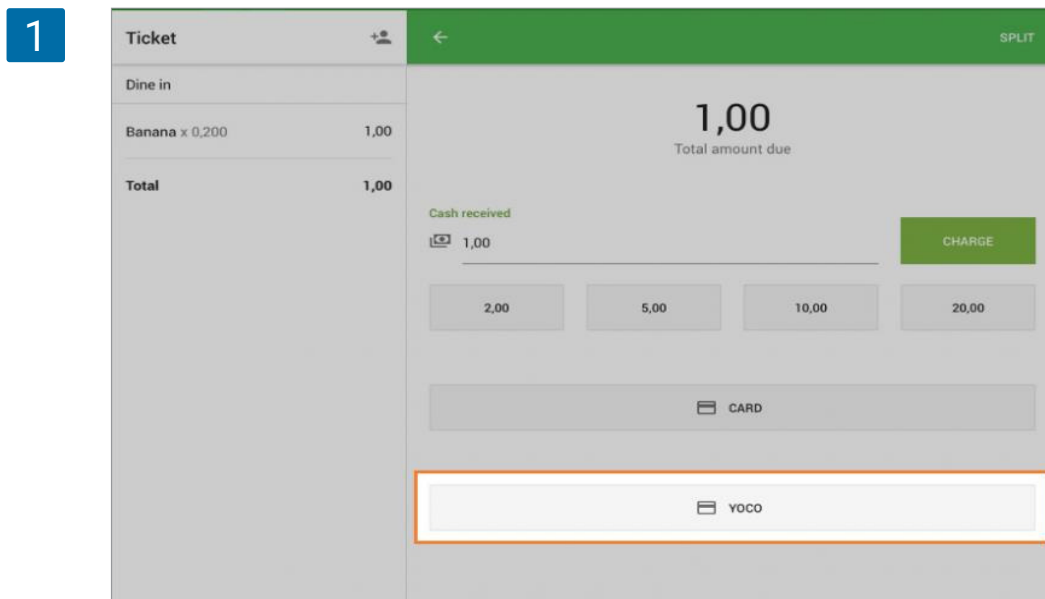 1
Ticket
SPLIT
Dine in
Banana x 0,200 1,00
Total 1,00
1,00
Total amount due
Cash received
1,00
CHARGE
2,00 5,00 10,00 20,00
CARD
YOCO